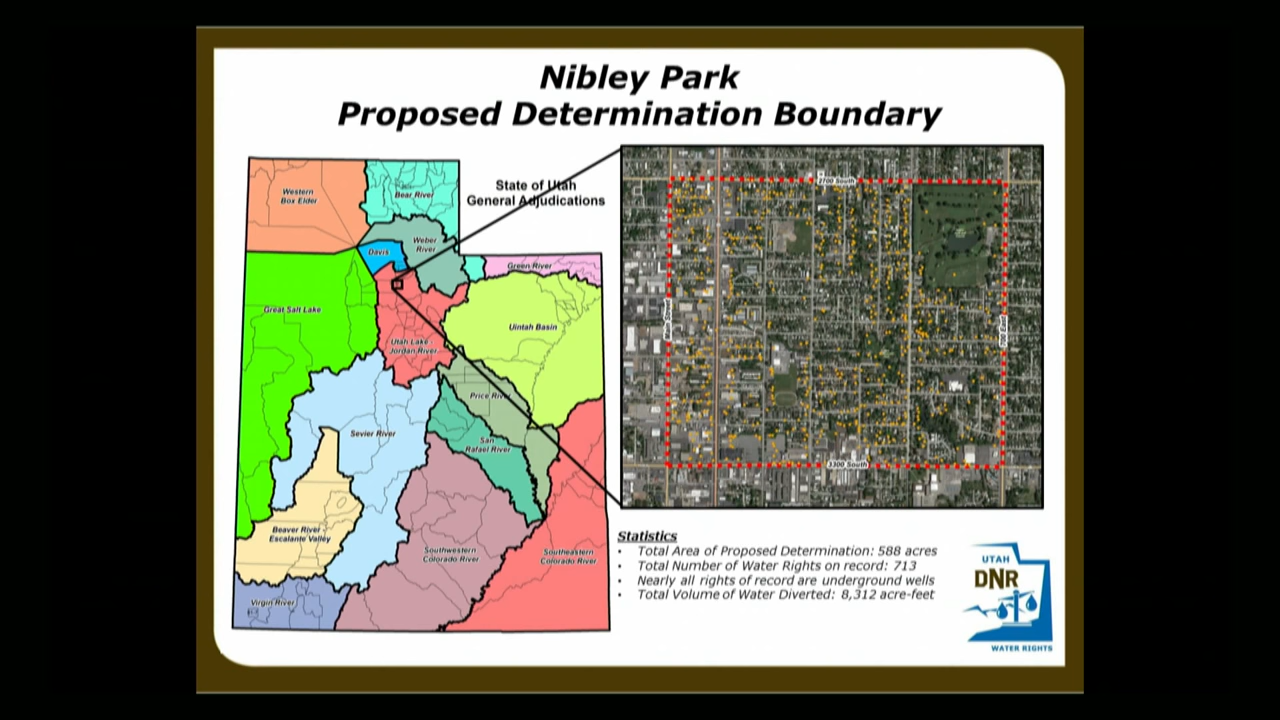 Nibley Park
Proposed Determination Boundary
State of Utah
General Adjudications
Western
Box Elder
Bear River
Weber
River
Davis
Green River
Great Salt Lake
Uintah Basin
Utah Lake -
Jordan River
Price River
Sevier River
San
Rafael River
Beaver River -
Escalante Valley
Southwestern
Colorado River
Southeastern
Colorado River
Virgin River
2700 South
3300 South
Statistics
• Total Area of Proposed Determination: 588 acres
• Total Number of Water Rights on record: 713
• Nearly all rights of record are underground wells
• Total Volume of Water Diverted: 8,312 acre-feet
UTAH
DNR
WATER RIGHTS